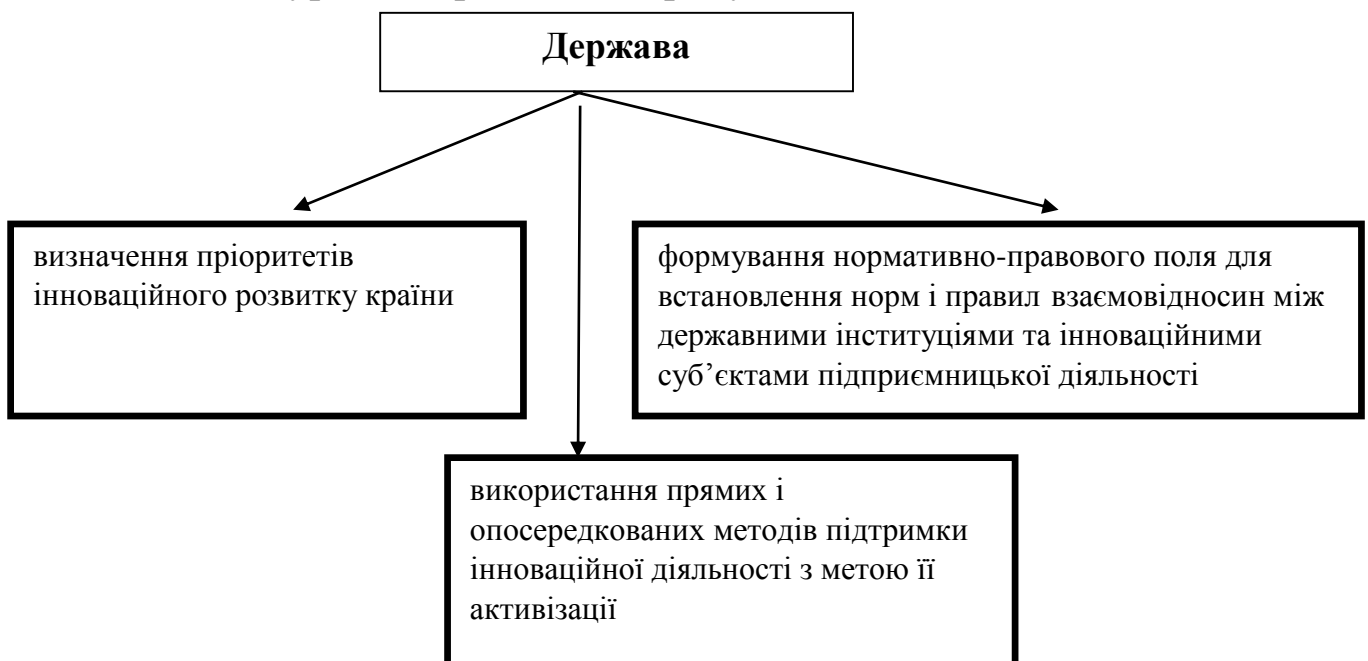 Держава
визначення пріоритетів
інноваційного розвитку країни
формування нормативно-правового поля для
встановлення норм і правил взаємовідносин між
державними інституціями та інноваційними
суб’єктами підприємницької діяльності
використання прямих і
опосередкованих методів підтримки
інноваційної діяльності з метою її
активізації